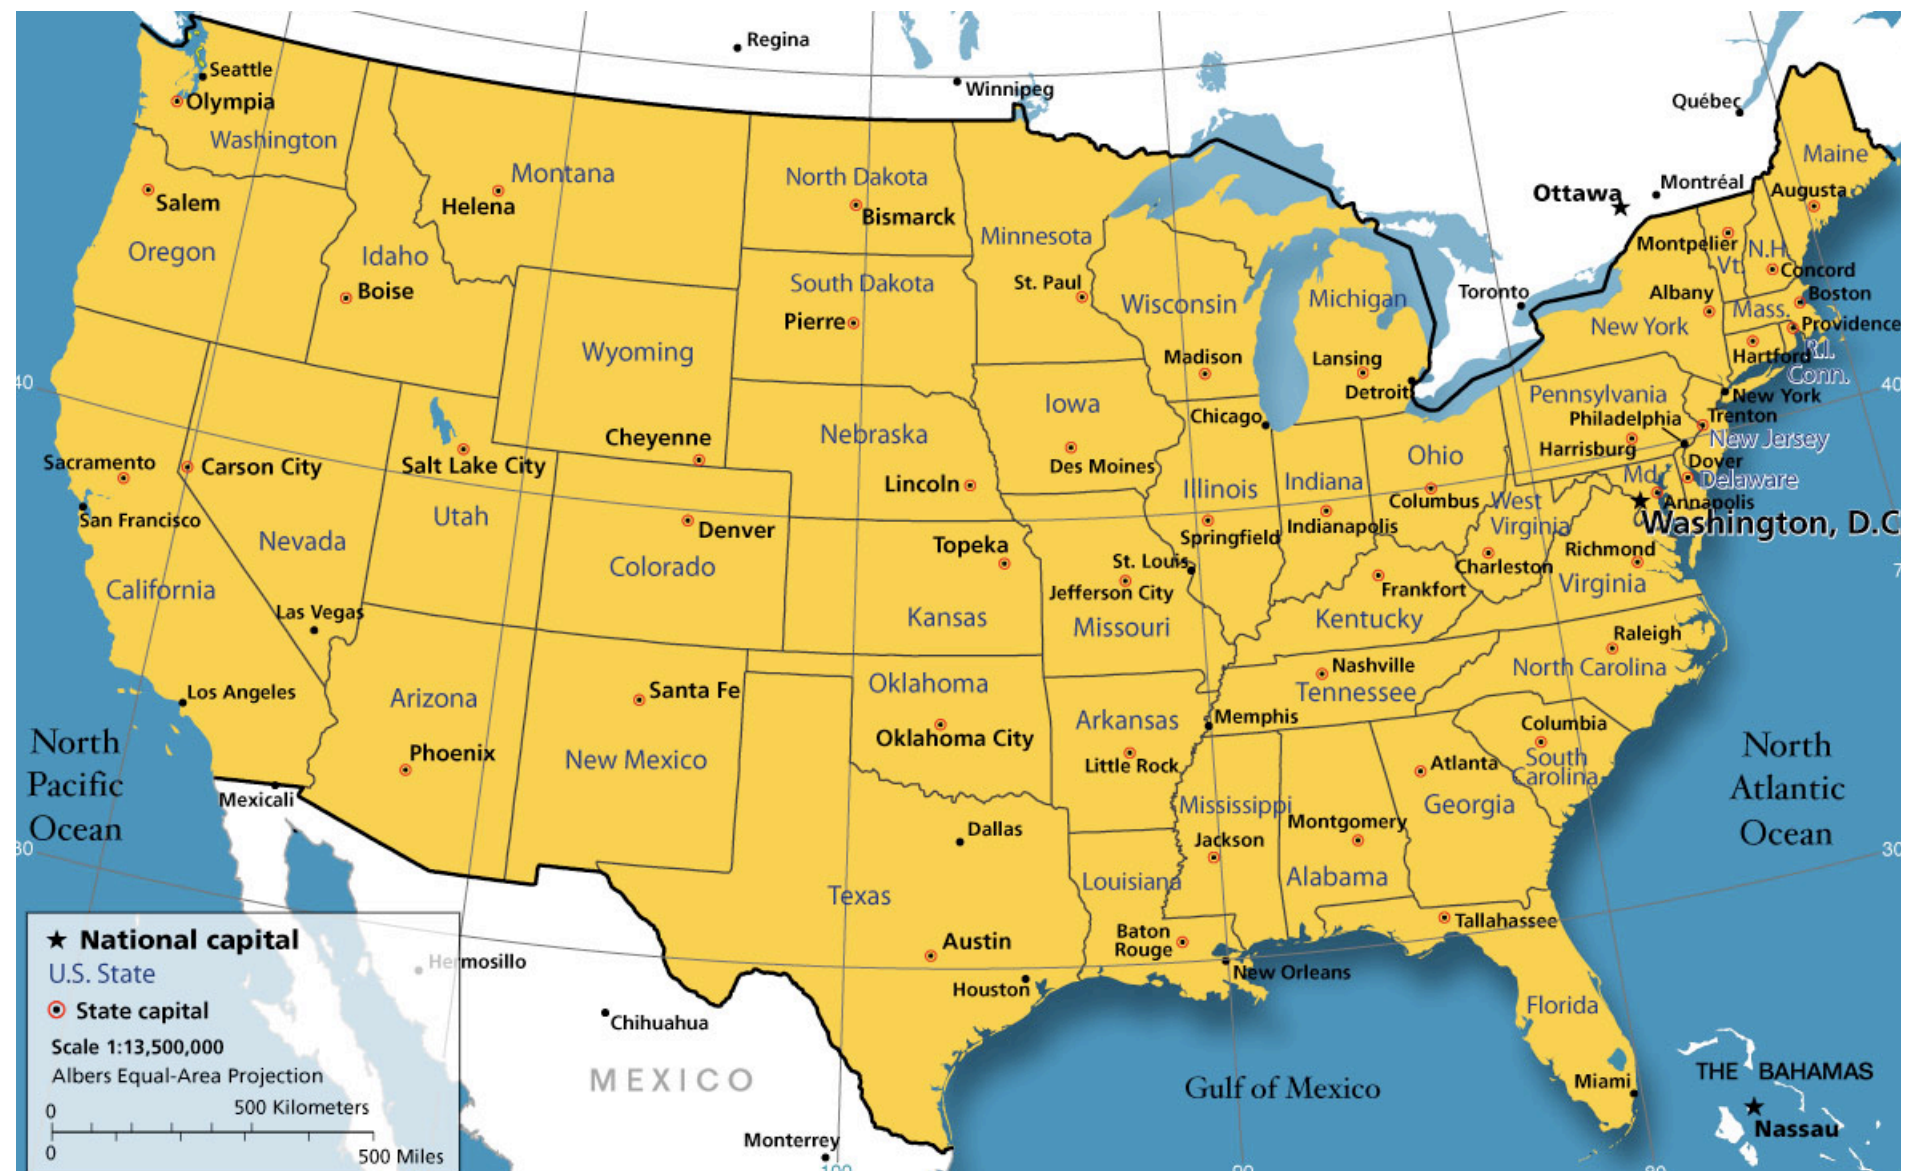 Regina
Winnipeg
Seattle
Olympia
Washington
Québec
Maine
Montana
Helena
North Dakota
Bismarck
Salem
Oregon
Idaho
Boise
Minnesota
St. Paul
Ottawa
Montréal
Augusta
Montpelier
Vt.
N.H.
Concord
South Dakota
Pierre
Wisconsin
Madison
Michigan
Lansing
Detroit
Toronto
Albany
New York
Boston
Mass.
Providence
Hartford
R.I.
Conn.
Wyoming
Cheyenne
Iowa
Des Moines
Chicago
Pennsylvania
Philadelphia
Harrisburg
New York
Trenton
New Jersey
40
40
Nebraska
Lincoln
Sacramento
Carson City
Salt Lake City
San Francisco
Nevada
Utah
Denver
Colorado
Topeka
Kansas
Illinois
Springfield
Indiana
Indianapolis
Ohio
Columbus
West
Virginia
Charleston
Md.
Dover
Delaware
Annapolis
Washington, D.C
Richmond
Virginia
7
California
Las Vegas
St. Louis
Jefferson City
Missouri
Frankfort
Kentucky
Los Angeles
Arizona
Phoenix
Santa Fe
New Mexico
Oklahoma
Oklahoma City
Arkansas
Little Rock
Nashville
Tennessee
Memphis
Raleigh
North Carolina
Columbia
South
Carolina
North
Pacific
Ocean
North
Atlantic
Ocean
Mexicali
Dallas
Texas
Austin
Houston
Mississippi
Jackson
Montgomery
Alabama
Atlanta
Georgia
Louisiana
Baton
Rouge
New Orleans
Tallahassee
Florida
Miami
30
30
Hermosillo
Chihuahua
MEXICO
Monterrey
Gulf of Mexico
THE BAHAMAS
Nassau
100
90
80
National capital
U.S. State
State capital
Scale 1:13,500,000
Albers Equal-Area Projection
0
500 Kilometers
0
500 Miles